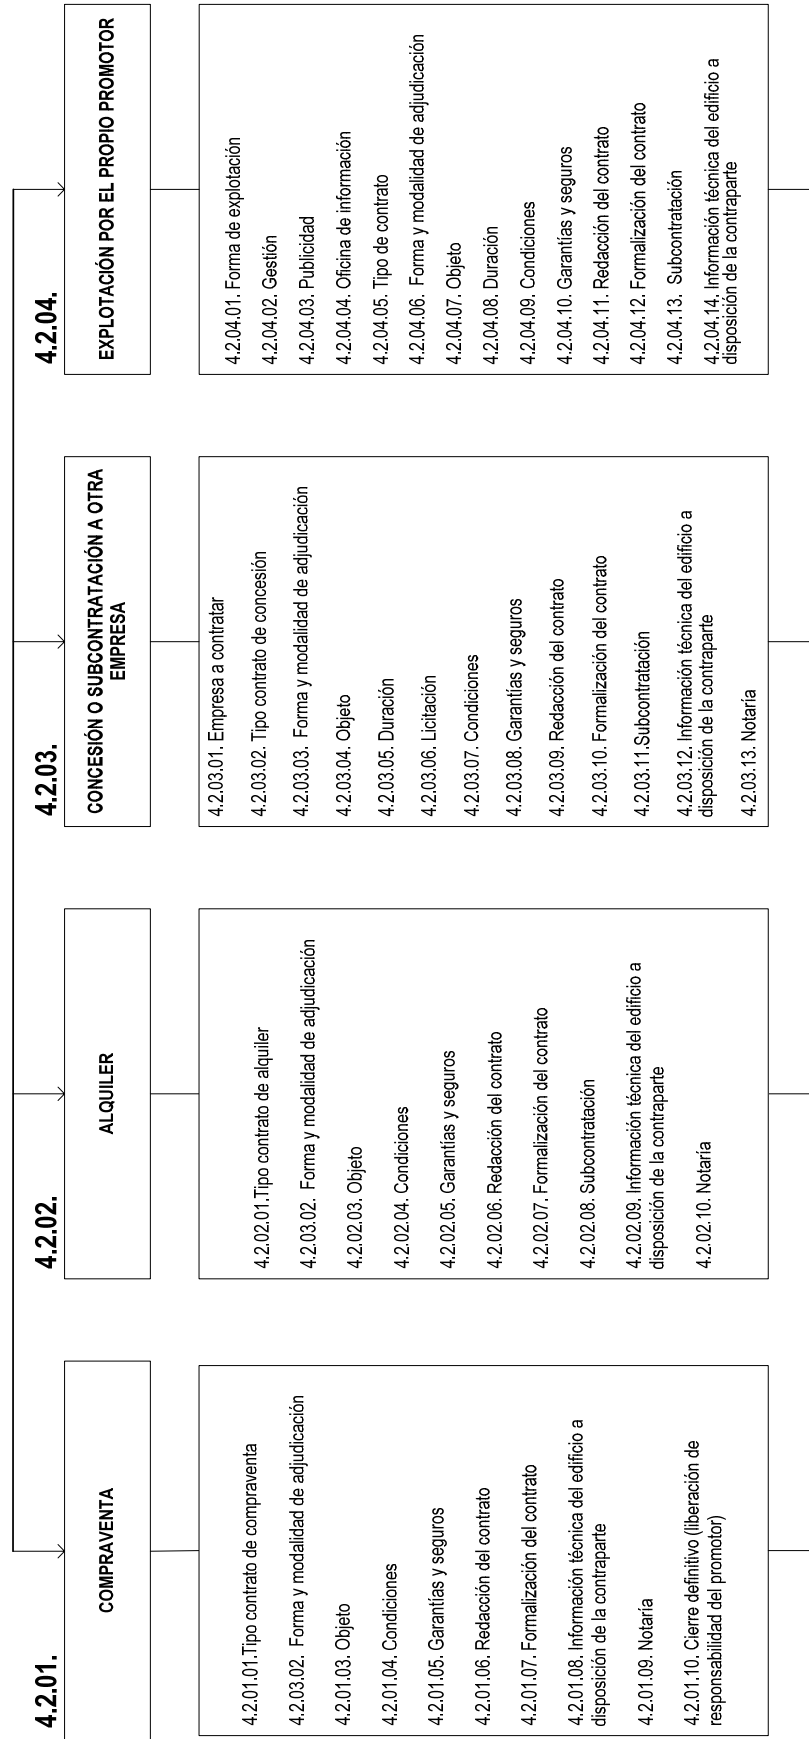 4.2.01.
COMPRAVENTA
4.2.01.01.Tipo contrato de compraventa
4.2.03.02. Forma y modalidad de adjudicación
4.2.01.03. Objeto
4.2.01.04. Condiciones
4.2.01.05. Garantías y seguros
4.2.01.06. Redacción del contrato
4.2.01.07. Formalización del contrato
4.2.01.08. Información técnica del edificio a
disposición de la contraparte
4.2.01.09. Notaría
4.2.01.10. Cierre definitivo (liberación de
responsabilidad del promotor)
4.2.02.
ALQUILER
4.2.02.01.Tipo contrato de alquiler
4.2.03.02. Forma y modalidad de adjudicación
4.2.02.03. Objeto
4.2.02.04. Condiciones
4.2.02.05. Garantías y seguros
4.2.02.06. Redacción del contrato
4.2.02.07. Formalización del contrato
4.2.02.08. Subcontratación
4.2.02.09. Información técnica del edificio a
disposición de la contraparte
4.2.02.10. Notaría
4.2.03.
CONCESIÓN O SUBCONTRATACIÓN A OTRA
EMPRESA
4.2.03.01. Empresa a contratar
4.2.03.02. Tipo contrato de concesión
4.2.03.03. Forma y modalidad de adjudicación
4.2.03.04. Objeto
4.2.03.05. Duración
4.2.03.06. Licitación
4.2.03.07. Condiciones
4.2.03.08. Garantías y seguros
4.2.03.09. Redacción del contrato
4.2.03.10. Formalización del contrato
4.2.03.11.Subcontratación
4.2.03.12. Información técnica del edificio a
disposición de la contraparte
4.2.03.13. Notaría
4.2.04.
EXPLOTACIÓN POR EL PROPIO PROMOTOR
4.2.04.01. Forma de explotación
4.2.04.02. Gestión
4.2.04.03. Publicidad
4.2.04.04. Oficina de información
4.2.04.05. Tipo de contrato
4.2.04.06. Forma y modalidad de adjudicación
4.2.04.07. Objeto
4.2.04.08. Duración
4.2.04.09. Condiciones
4.2.04.10. Garantías y seguros
4.2.04.11. Redacción del contrato
4.2.04.12. Formalización del contrato
4.2.04.13. Subcontratación
4.2.04.14. Información técnica del edificio a
disposición de la contraparte